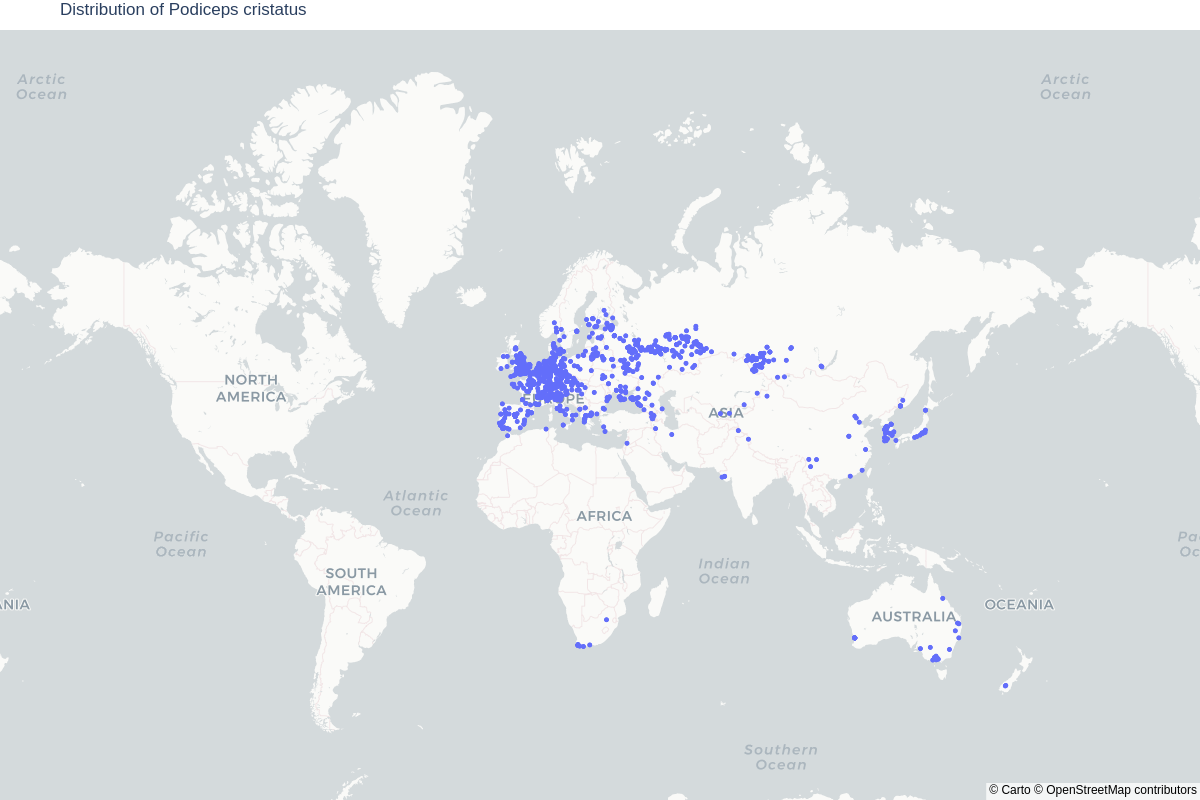 Distribution of Podiceps cristatus
Arctic
Ocean
Arctic
Ocean
NORTH
AMERICA
EUROPE
ASIA
Atlantic
Ocean
AFRICA
Pacific
Ocean
Pa
Oc
Indian
Ocean
SOUTH
AMERICA
ANIA
AUSTRALIA
OCEANIA
Southern
Ocean
© Carto © OpenStreetMap contributors